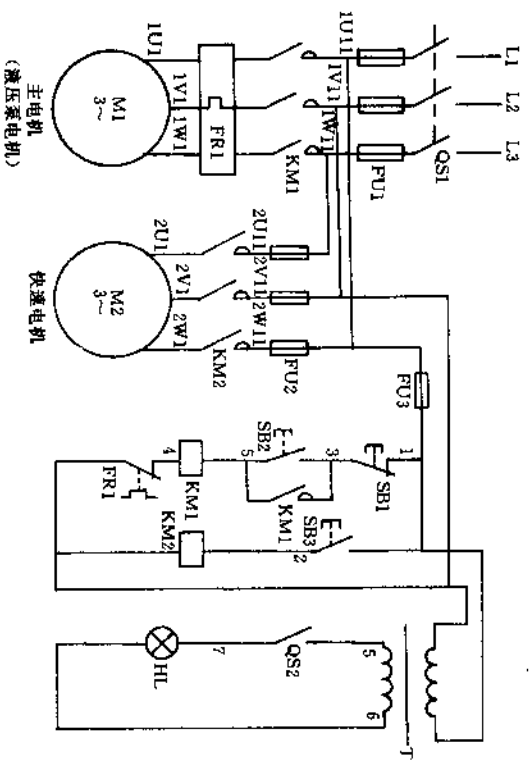 L1
L2
L3
QS1
FU1
1U11
1V11
1W11
KM1
FR1
1U1
1V1
1W1
M1
3~
主电机
(液压泵电机)
2U11
2V11
2W11
FU2
KM2
2U1
2V1
2W1
M2
3~
快速电机
FU3
1
SB1
3
SB2
KM1
5
KM1
4
FR1
SB3
2
KM2
T
5
6
QS2
7
HL